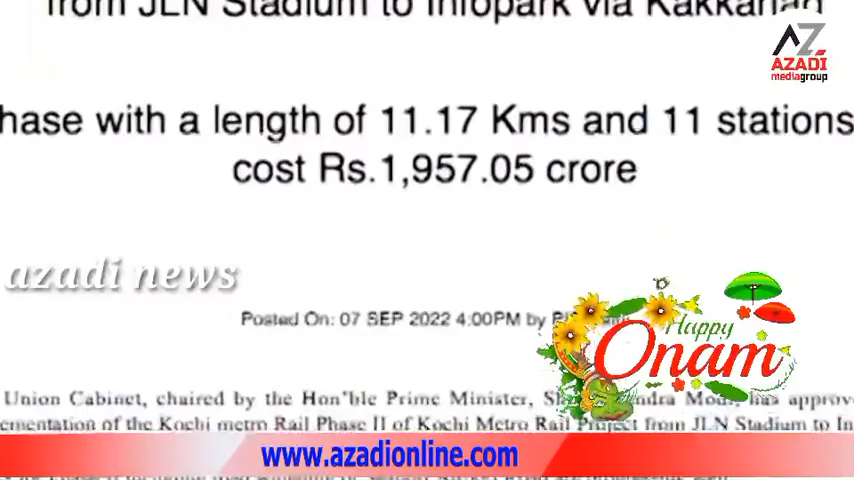 from JLN Stadium to Infopark via Kakkanad
AZ
AZADI
mediagroup
hase with a length of 11.17 Kms and 11 stations
cost Rs.1,957.05 crore
azadi news
Posted On: 07 SEP 2022 4:00PM by
Happy
Onam
Union Cabinet, chaired by the Hon'ble Prime Minister, has approv
ementation of the Kochi metro Rail Phase II of Kochi Metro Rail Project from JLN Stadium to In
www.azadionline.com